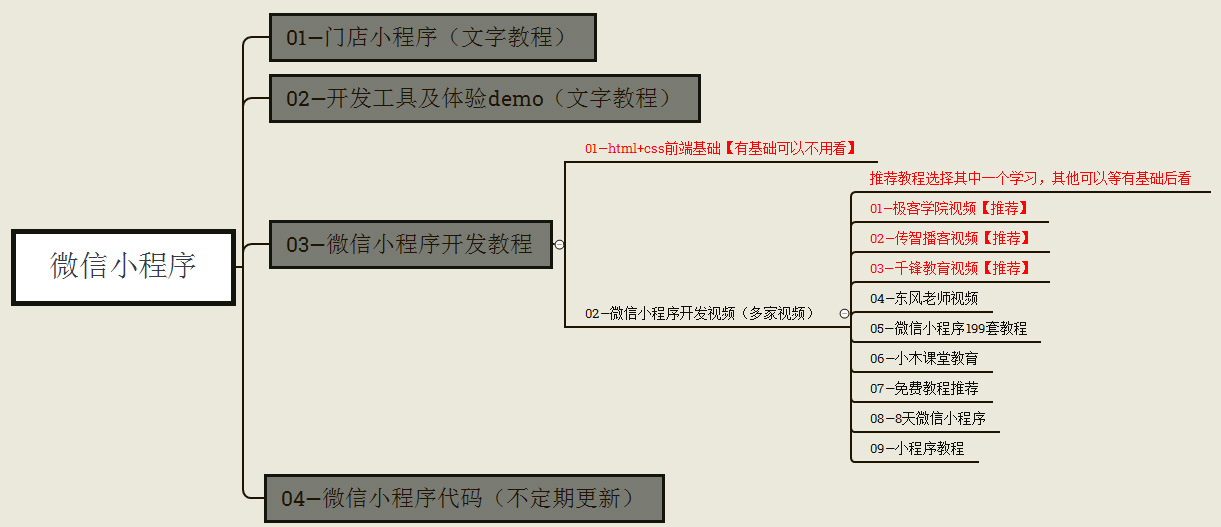 微信小程序
01—门店小程序（文字教程）
02—开发工具及体验demo（文字教程）
03—微信小程序开发教程
01—html+css前端基础【有基础可以不用看】
02—微信小程序开发视频（多家视频）
推荐教程选择其中一个学习，其他可以等有基础后看
01—极客学院视频【推荐】
02—传智播客视频【推荐】
03—千锋教育视频【推荐】
04—东风老师视频
05—微信小程序199套教程
06—小木课堂教育
07—免费教程推荐
08—8天微信小程序
09—小程序教程
04—微信小程序代码（不定期更新）